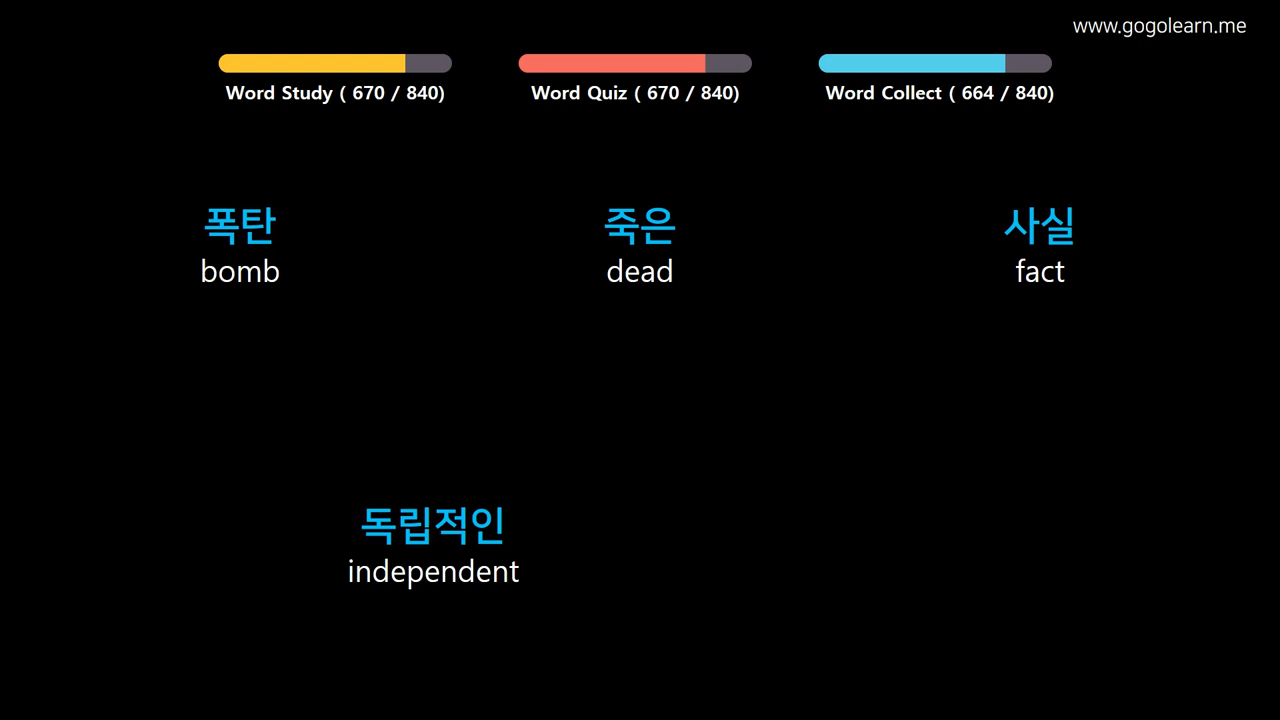 www.gogolearn.me
Word Study ( 670 / 840)
Word Quiz ( 670 / 840)
Word Collect ( 664 / 840)
폭탄
bomb
죽은
dead
사실
fact
독립적인
independent